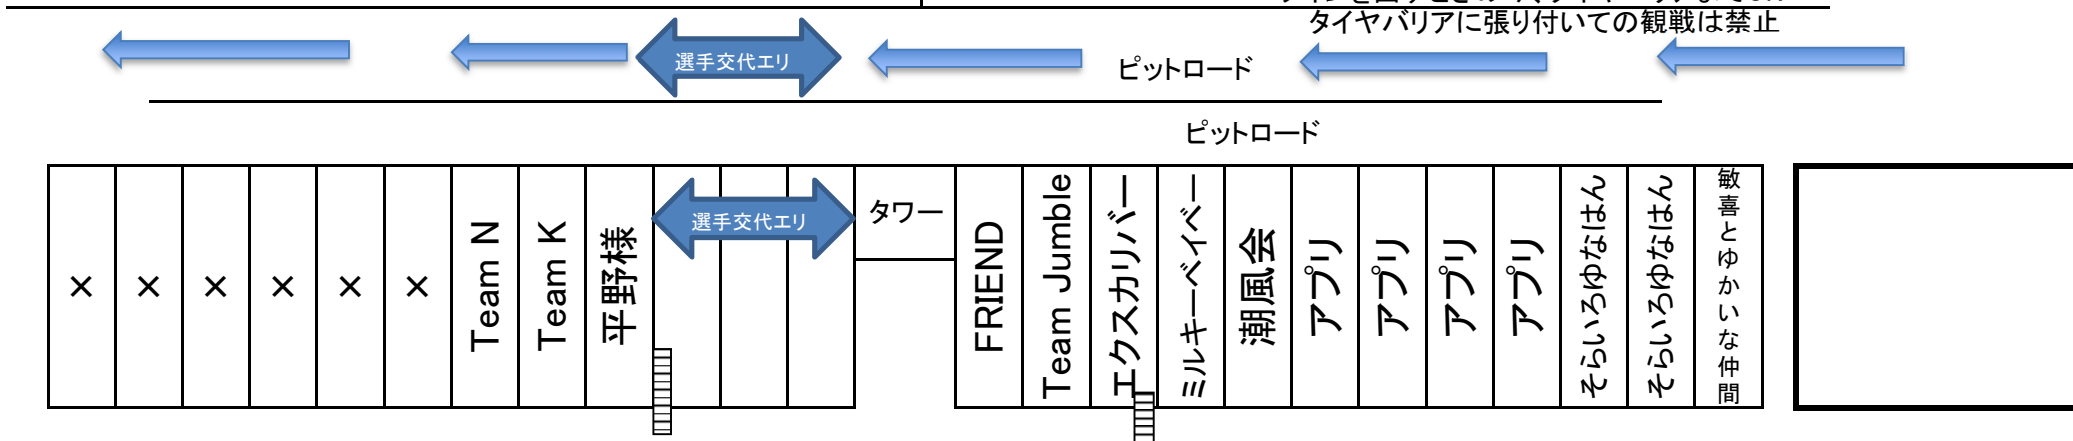 タイヤバリアに張り付いての観戦は禁止
選手交代エリ
ピットロード
ピットロード
×
×
×
×
×
×
Team N
Team K
平野様
選手交代エリ
タワー
FRIEND
Team Jumble
エクスカリバー
ミルキーベイベー
潮風会
アプリ
アプリ
アプリ
アプリ
そらいろゆなはん
そらいろゆなはん
敏喜とゆかいな仲間